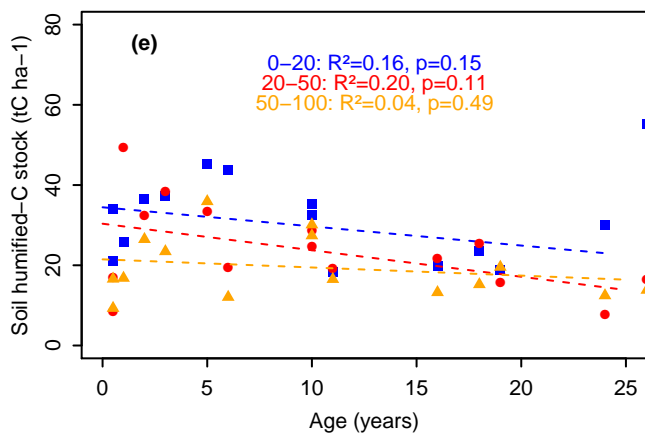 (e)
0–20: R²=0.16, p=0.15
20–50: R²=0.20, p=0.11
50–100: R²=0.04, p=0.49
Soil humified–C stock (tC ha–1)
80
60
40
20
0
0 5 10 15 20 25
Age (years)